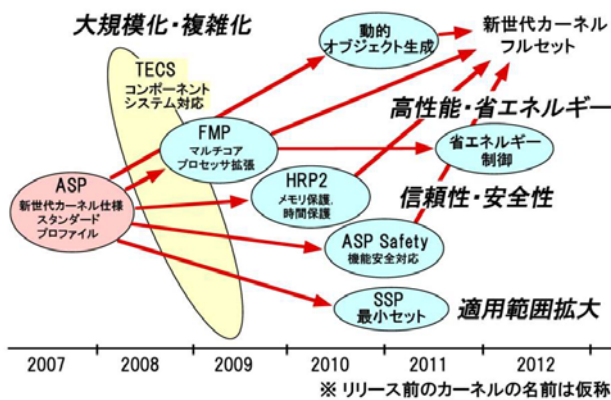 大規模化・複雑化
動的
オブジェクト生成
新世代カーネル
フルセット
TECS
コンポーネント
システム対応
高性能・省エネルギー
FMP
マルチコア
プロセッサ拡張
省エネルギー
制御
ASP
新世代カーネル仕様
スタンダード
プロファイル
HRP2
メモリ保護,
時間保護
信頼性・安全性
ASP Safety
機能安全対応
SSP
最小セット
適用範囲拡大
2007 2008 2009 2010 2011 2012
※ リリース前のカーネルの名前は仮称